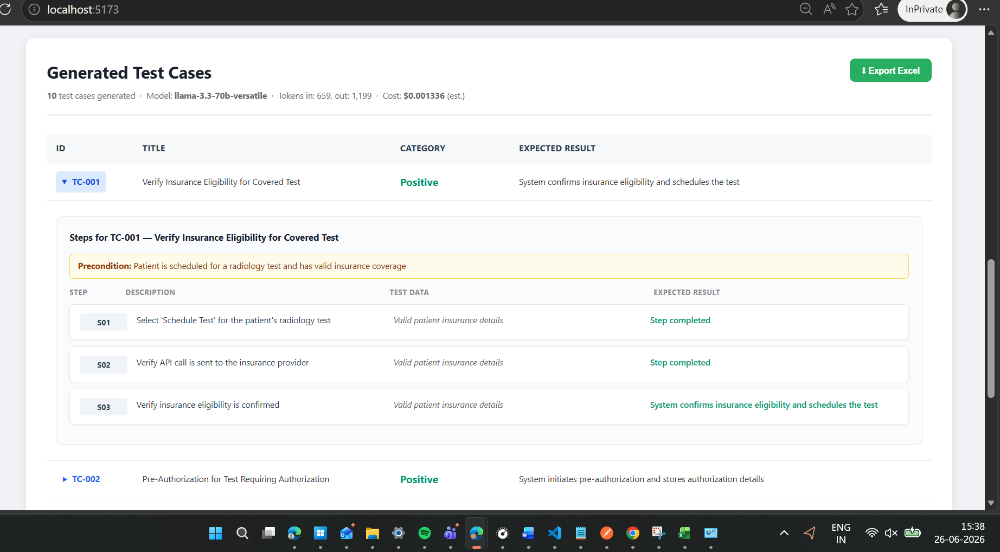 localhost:5173
InPrivate
Generated Test Cases
⬇ Export Excel
10 test cases generated · Model: llama-3.3-70b-versatile · Tokens in: 659, out: 1,199 · Cost: $0.001336 (est.)
ID TITLE CATEGORY EXPECTED RESULT
▼ TC-001 Verify Insurance Eligibility for Covered Test Positive System confirms insurance eligibility and schedules the test
Steps for TC-001 — Verify Insurance Eligibility for Covered Test
Precondition: Patient is scheduled for a radiology test and has valid insurance coverage
STEP DESCRIPTION TEST DATA EXPECTED RESULT
S01 Select 'Schedule Test' for the patient's radiology test Valid patient insurance details Step completed
S02 Verify API call is sent to the insurance provider Valid patient insurance details Step completed
S03 Verify insurance eligibility is confirmed Valid patient insurance details System confirms insurance eligibility and schedules the test
► TC-002 Pre-Authorization for Test Requiring Authorization Positive System initiates pre-authorization and stores authorization details
ENG
IN
15:38
26-06-2026